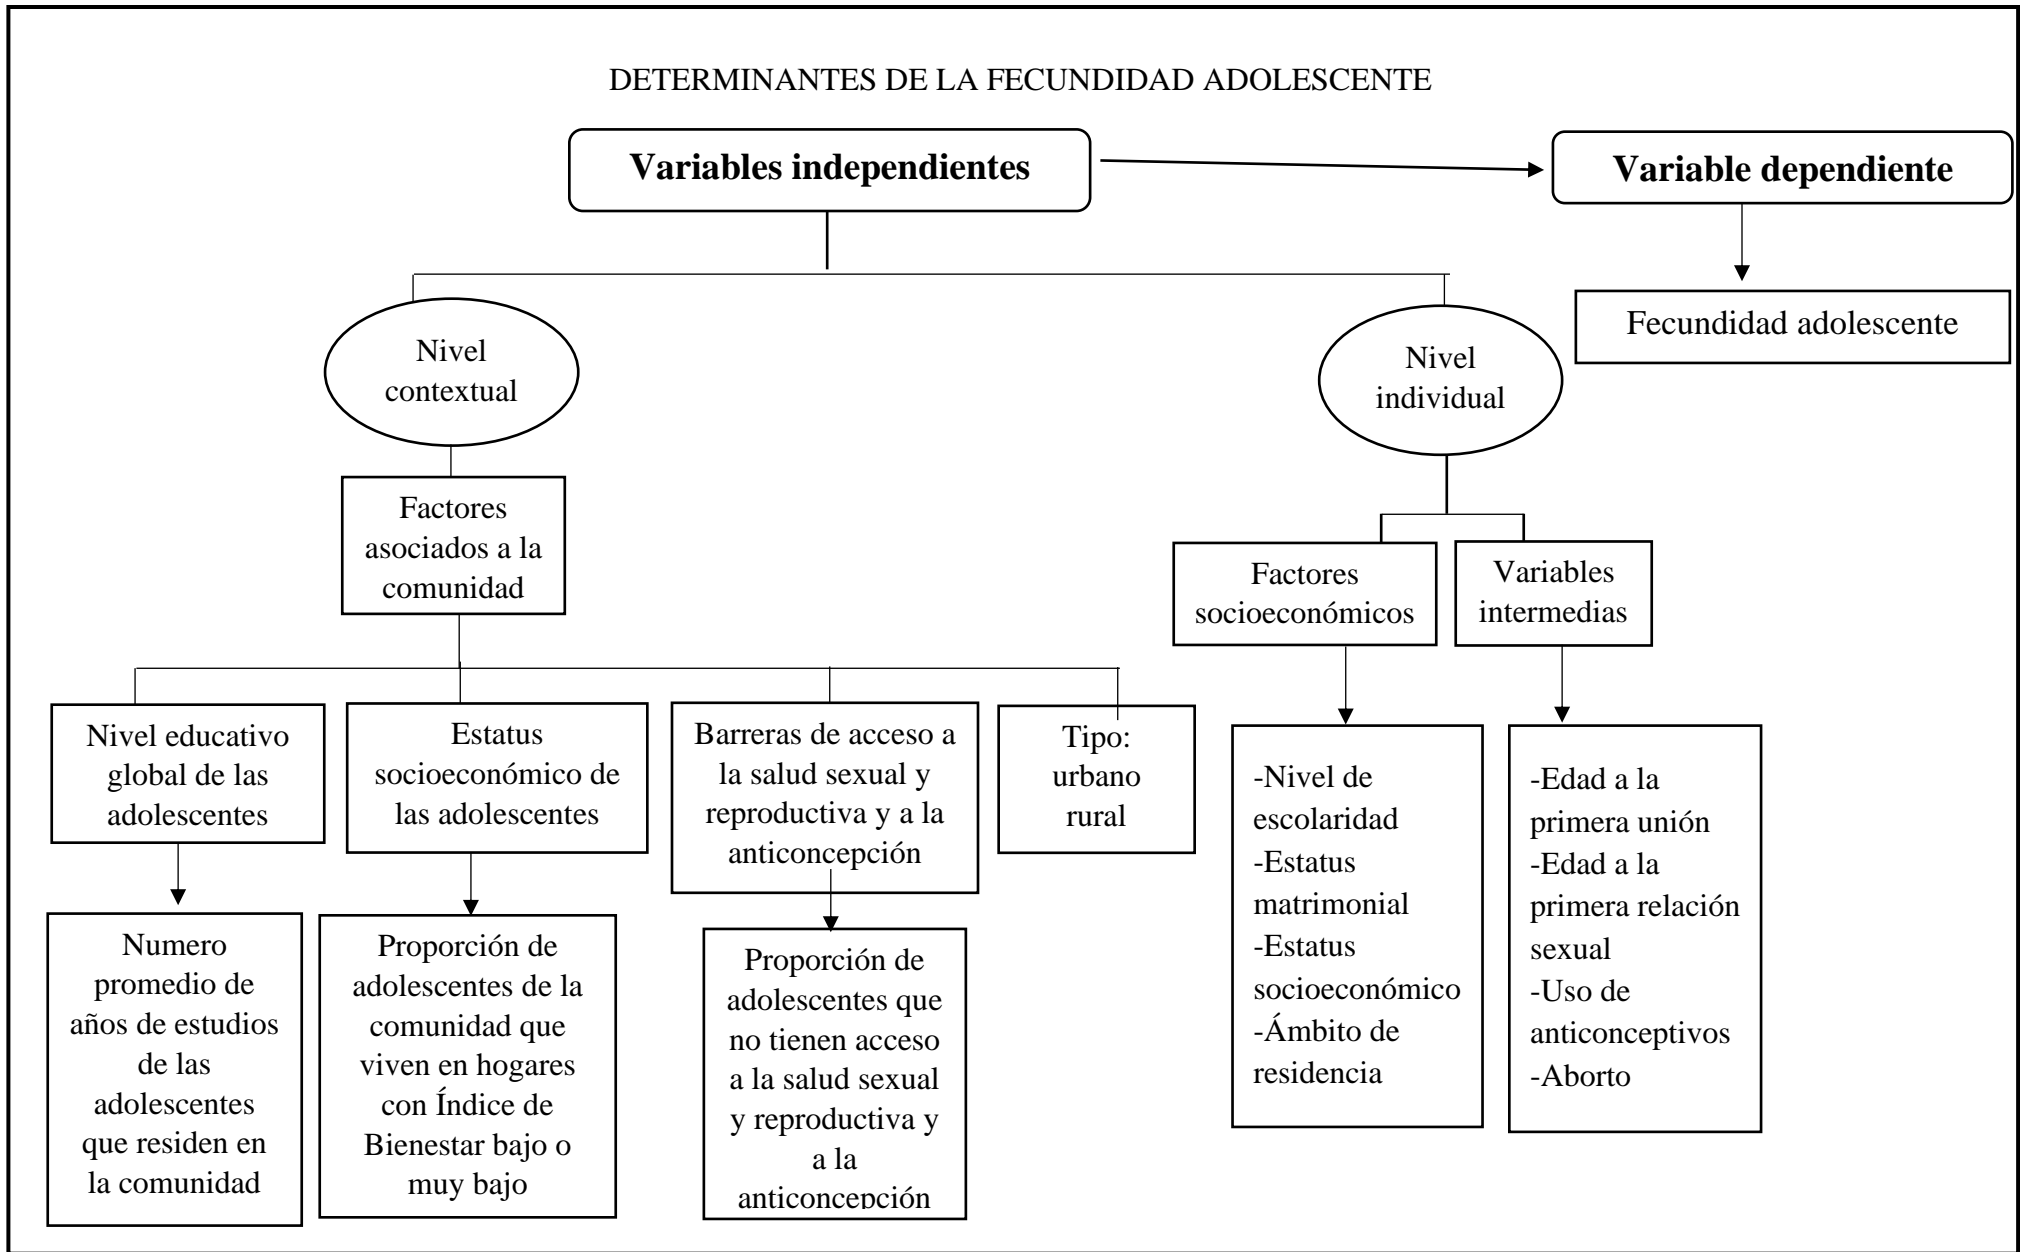 DETERMINANTES DE LA FECUNDIDAD ADOLESCENTE
Variables independientes
Variable dependiente
Fecundidad adolescente
Nivel
contextual
Nivel
individual
Factores
asociados a la
comunidad
Factores
socioeconómicos
Variables
intermedias
Nivel educativo
global de las
adolescentes
Estatus
socioeconómico de
las adolescentes
Barreras de acceso a
la salud sexual y
reproductiva y a la
anticoncepción
Tipo:
urbano
rural
-Nivel de
escolaridad
-Estatus
matrimonial
-Estatus
socioeconómico
-Ámbito de
residencia
-Edad a la
primera unión
-Edad a la
primera relación
sexual
-Uso de
anticonceptivos
-Aborto
Numero
promedio de
años de estudios
de las
adolescentes
que residen en
la comunidad
Proporción de
adolescentes de la
comunidad que
viven en hogares
con Índice de
Bienestar bajo o
muy bajo
Proporción de
adolescentes que
no tienen acceso
a la salud sexual
y reproductiva y
a la
anticoncepción